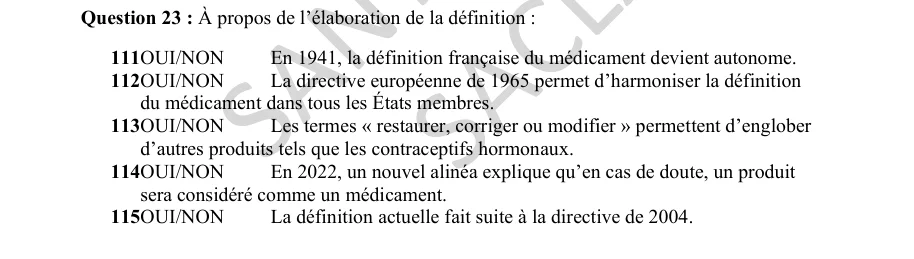 Question 23 : À propos de l’élaboration de la définition :
111OUI/NON En 1941, la définition française du médicament devient autonome.
112OUI/NON La directive européenne de 1965 permet d’harmoniser la définition
du médicament dans tous les États membres.
113OUI/NON Les termes « restaurer, corriger ou modifier » permettent d’englober
d’autres produits tels que les contraceptifs hormonaux.
114OUI/NON En 2022, un nouvel alinéa explique qu’en cas de doute, un produit
sera considéré comme un médicament.
115OUI/NON La définition actuelle fait suite à la directive de 2004.